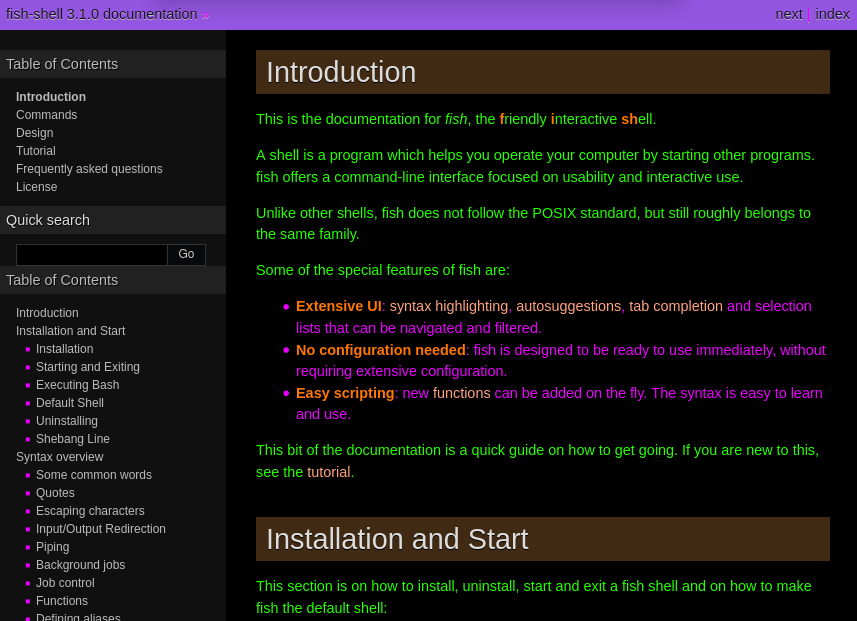 fish-shell 3.1.0 documentation »
next | index
Table of Contents
Introduction
Commands
Design
Tutorial
Frequently asked questions
License
Quick search
Go
Table of Contents
Introduction
Installation and Start
Installation
Starting and Exiting
Executing Bash
Default Shell
Uninstalling
Shebang Line
Syntax overview
Some common words
Quotes
Escaping characters
Input/Output Redirection
Piping
Background jobs
Job control
Functions
Defining aliases
Introduction
This is the documentation for fish, the friendly interactive shell.
A shell is a program which helps you operate your computer by starting other programs.
fish offers a command-line interface focused on usability and interactive use.
Unlike other shells, fish does not follow the POSIX standard, but still roughly belongs to
the same family.
Some of the special features of fish are:
Extensive UI: syntax highlighting, autosuggestions, tab completion and selection
lists that can be navigated and filtered.
No configuration needed: fish is designed to be ready to use immediately, without
requiring extensive configuration.
Easy scripting: new functions can be added on the fly. The syntax is easy to learn
and use.
This bit of the documentation is a quick guide on how to get going. If you are new to this,
see the tutorial.
Installation and Start
This section is on how to install, uninstall, start and exit a fish shell and on how to make
fish the default shell: